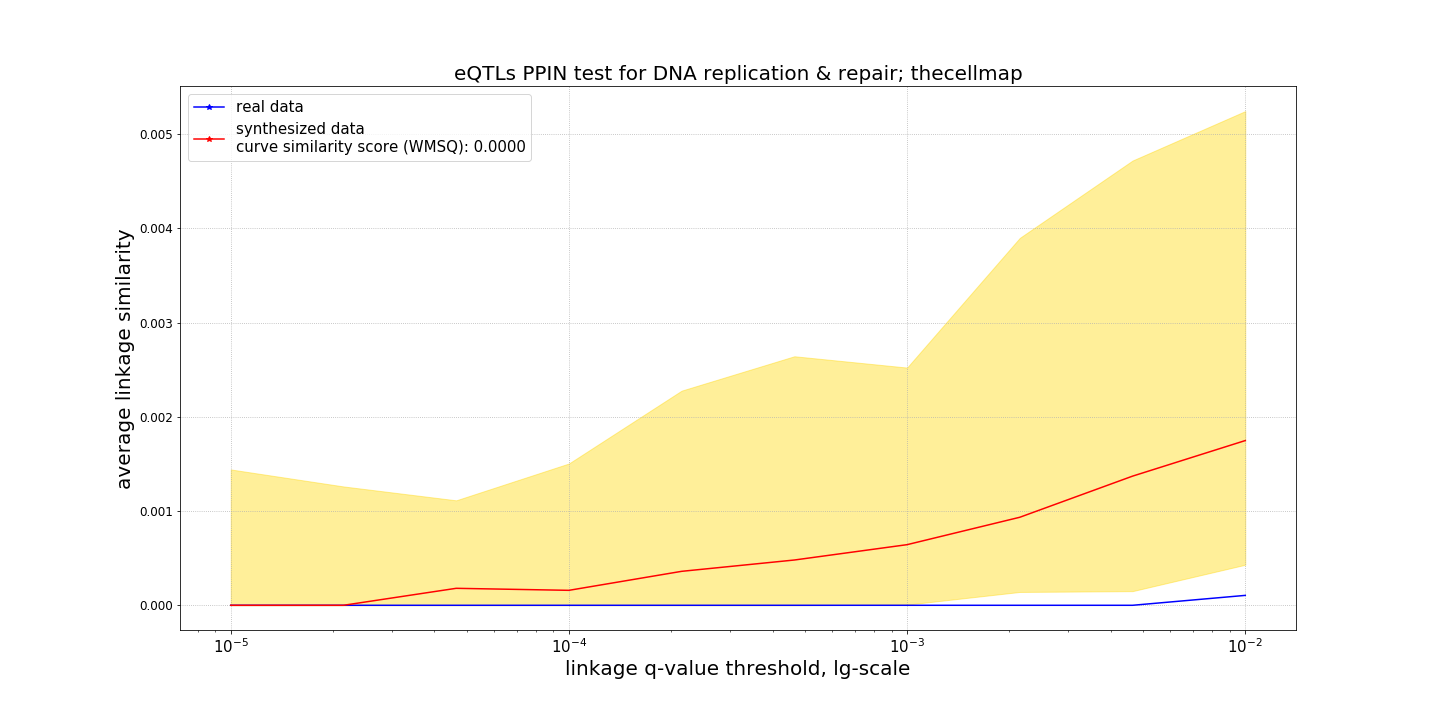 eQTLs PPIN test for DNA replication & repair; thecellmap
real data
synthesized data
curve similarity score (WMSQ): 0.0000
average linkage similarity
0.005
0.004
0.003
0.002
0.001
0.000
10⁻⁵ 10⁻⁴ 10⁻³ 10⁻²
linkage q-value threshold, lg-scale